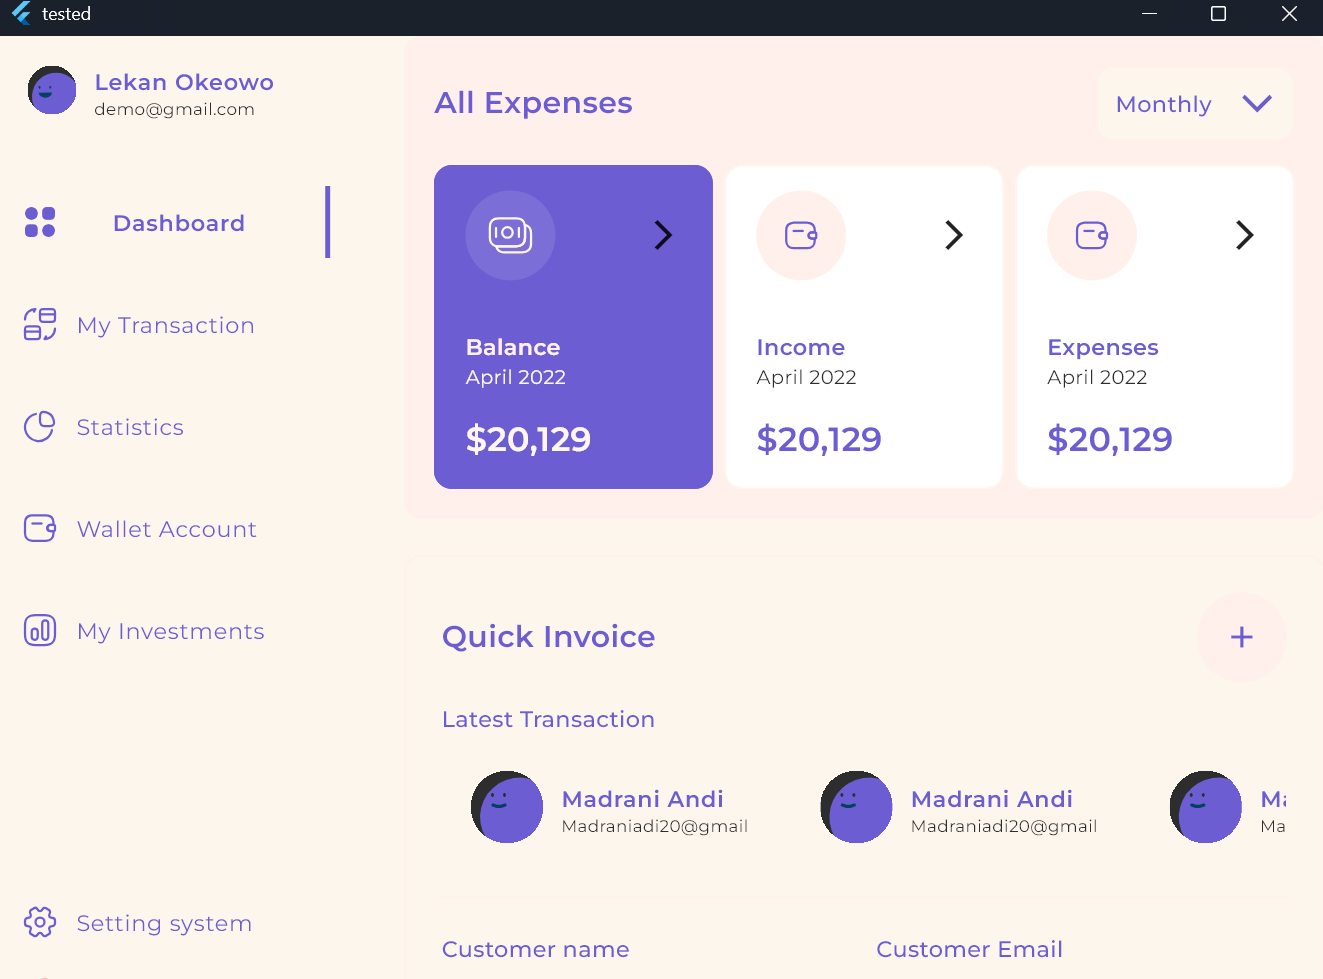 tested
Lekan Okeowo
demo@gmail.com
Dashboard
My Transaction
Statistics
Wallet Account
My Investments
Setting system
All Expenses
Monthly
Balance
April 2022
$20,129
Income
April 2022
$20,129
Expenses
April 2022
$20,129
Quick Invoice
Latest Transaction
Madrani Andi
Madraniadi20@gmail
Madrani Andi
Madraniadi20@gmail
Ma
Customer name
Customer Email